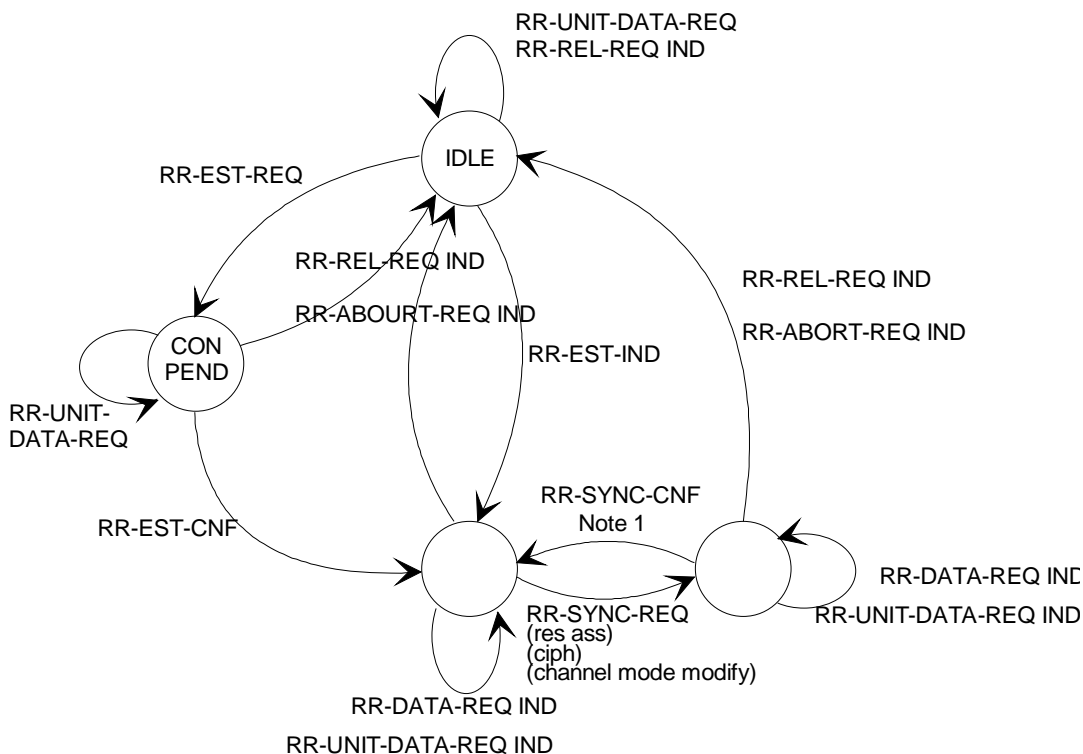 RR-UNIT-DATA-REQ
RR-REL-REQ IND
IDLE
RR-EST-REQ
RR-REL-REQ IND
RR-ABOURT-REQ IND
RR-REL-REQ IND
RR-ABORT-REQ IND
RR-EST-IND
CON
PEND
RR-UNIT-
DATA-REQ
RR-EST-CNF
RR-SYNC-CNF
Note 1
RR-SYNC-REQ
(res ass)
(ciph)
(channel mode modify)
RR-DATA-REQ IND
RR-UNIT-DATA-REQ IND
RR-DATA-REQ IND
RR-UNIT-DATA-REQ IND